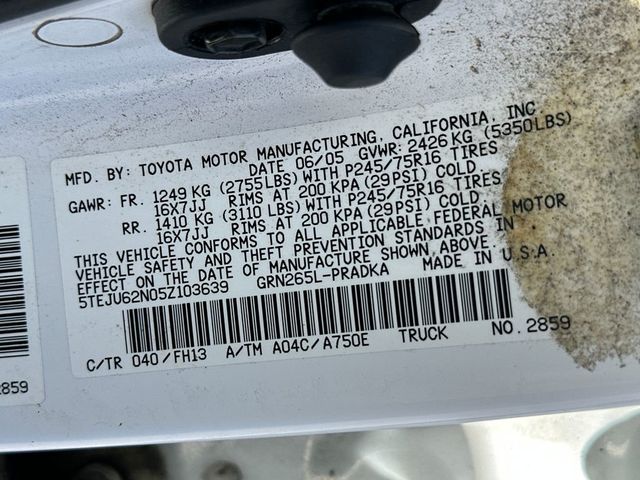 MFD. BY: TOYOTA MOTOR MANUFACTURING, CALIFORNIA, INC
DATE 06/05 GVWR: 2426 KG (5350LBS)
GAWR: FR. 1249 KG (2755LBS) WITH P245/75R16 TIRES
16X7JJ RIMS AT 200 KPA (29PSI) COLD
RR. 1410 KG (3110 LBS) WITH P245/75R16 TIRES
16X7JJ RIMS AT 200 KPA (29PSI) COLD
THIS VEHICLE CONFORMS TO ALL APPLICABLE FEDERAL MOTOR
VEHICLE SAFETY AND THEFT PREVENTION STANDARDS IN
EFFECT ON THE DATE OF MANUFACTURE SHOWN ABOVE.
5TEJU62N05Z103639 GRN265L-PRADKA MADE IN U.S.A
C/TR 040/FH13 A/TM A04C/A750E TRUCK NO. 2859
2859